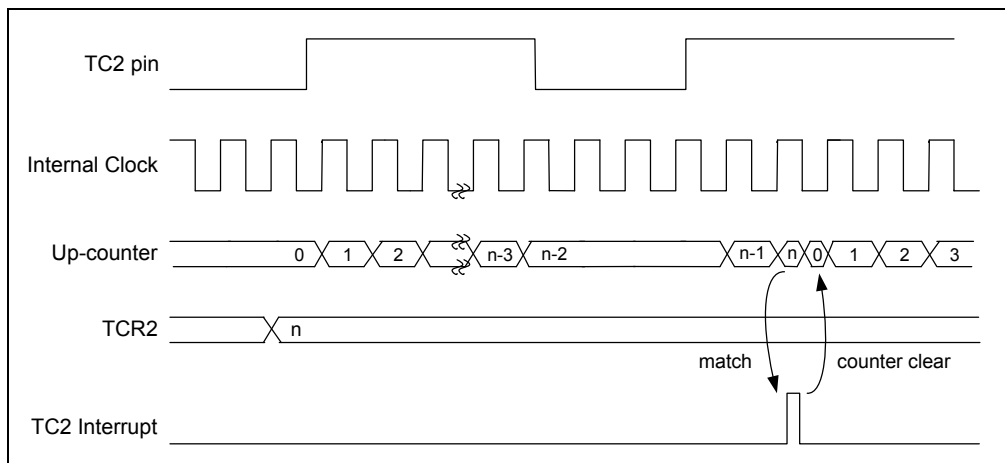 TC2 pin
Internal Clock
Up-counter
0 1 2 n-3 n-2 n-1 n 0 1 2 3
TCR2
n
match counter clear
TC2 Interrupt